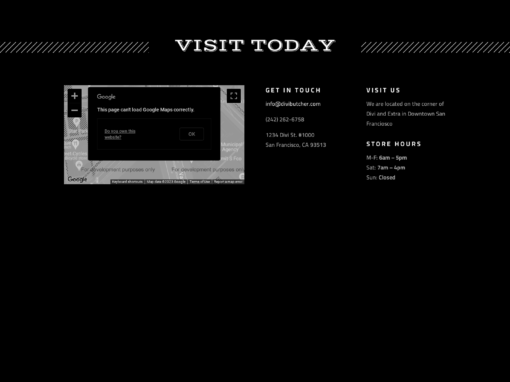 VISIT TODAY
Google
This page can't load Google Maps correctly.
Do you own this
website?
OK
For development purposes only
For development purposes only
Google
Keyboard shortcuts
Map data ©2023 Google
Terms of Use
Report a map error
GET IN TOUCH
info@divibutcher.com
(242) 262-6758
1234 Divi St. #1000
San Francisco, CA 93513
VISIT US
We are located on the corner of
Divi and Extra in Downtown San
Franciisco
STORE HOURS
M-F: 6am – 5pm
Sat: 7am – 4pm
Sun: Closed